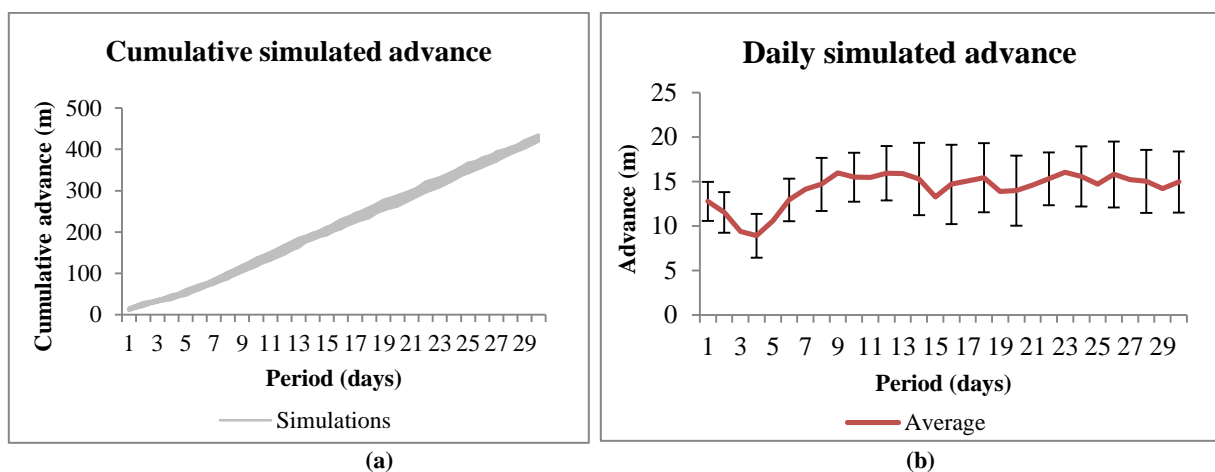 Cumulative simulated advance
500
400
300
200
100
0
Cumulative advance (m)
1 3 5 7 9 11 13 15 17 19 21 23 25 27 29
Period (days)
Simulations
(a)
Daily simulated advance
25
20
15
10
5
0
Advance (m)
1 3 5 7 9 11 13 15 17 19 21 23 25 27 29
Period (days)
Average
(b)